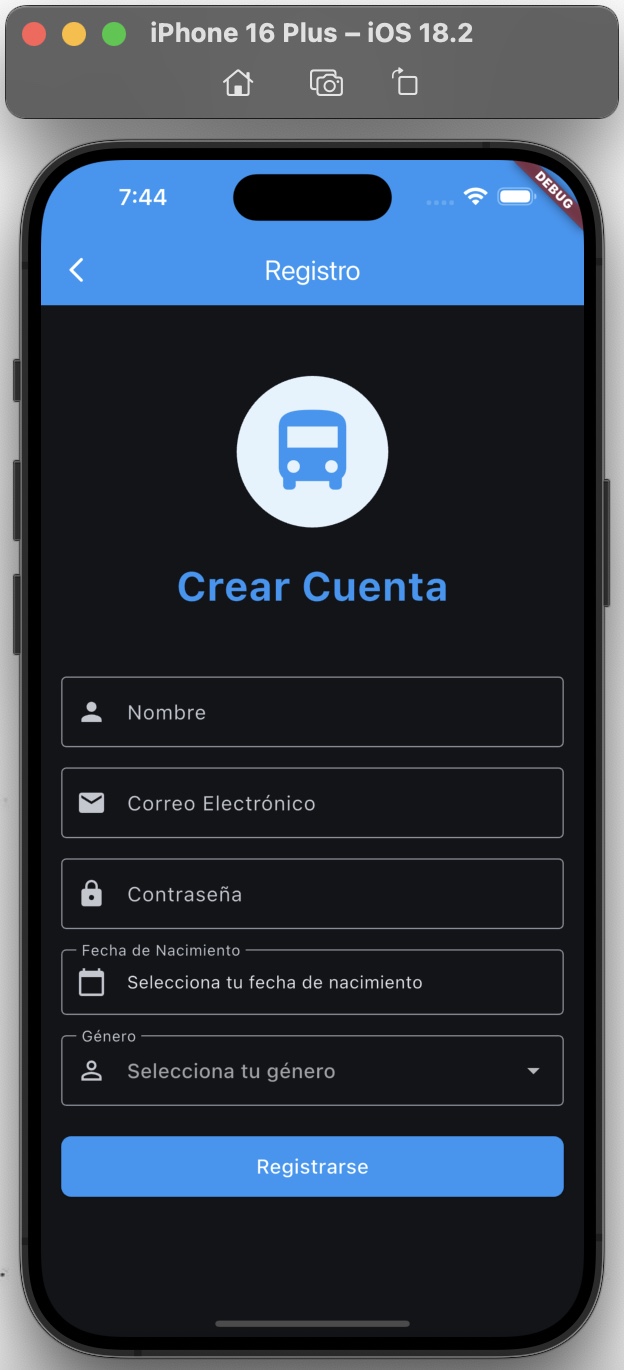 iPhone 16 Plus – iOS 18.2
7:44
DEBUG
Registro
Crear Cuenta
Nombre
Correo Electrónico
Contraseña
Fecha de Nacimiento
Selecciona tu fecha de nacimiento
Género
Selecciona tu género
Registrarse